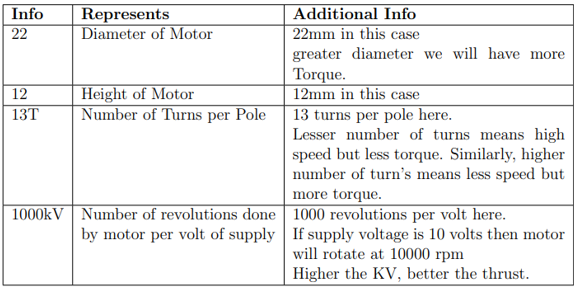 Info Represents Additional Info
22 Diameter of Motor 22mm in this case
greater diameter we will have more
Torque.
12 Height of Motor 12mm in this case
13T Number of Turns per Pole 13 turns per pole here.
Lesser number of turns means high
speed but less torque. Similarly, higher
number of turn's means less speed but
more torque.
1000kV Number of revolutions done 1000 revolutions per volt here.
by motor per volt of supply If supply voltage is 10 volts then motor
will rotate at 10000 rpm
Higher the KV, better the thrust.